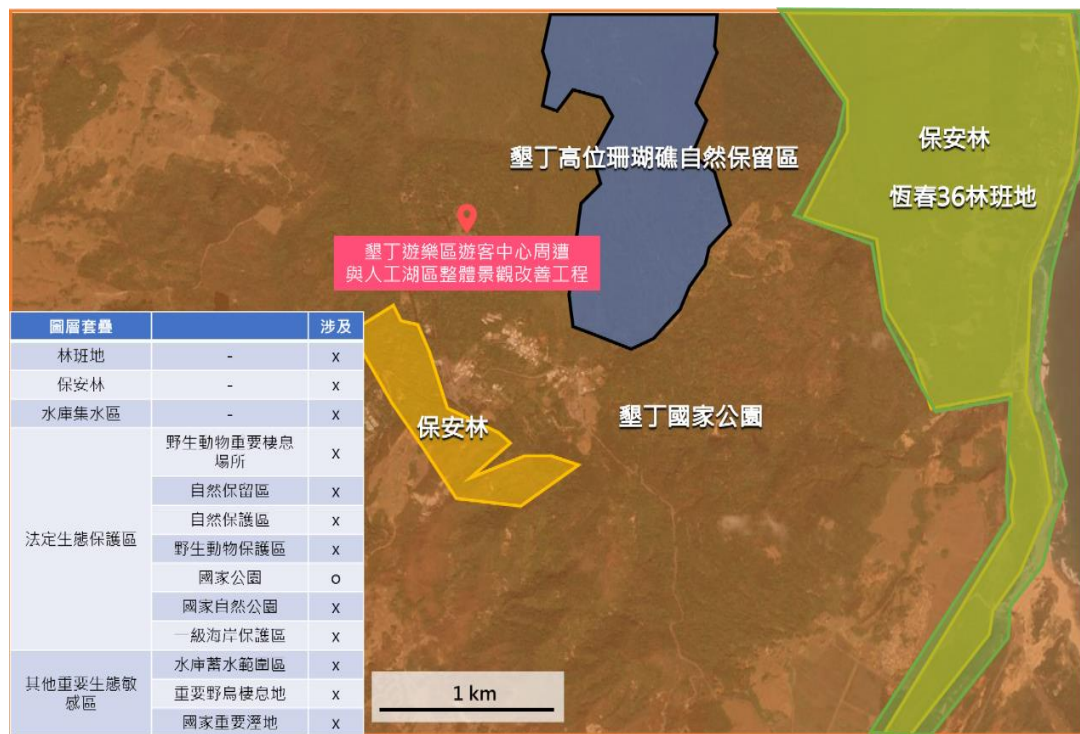 保安林
墾丁高位珊瑚礁自然保留區
恆春36林班地
墾丁遊樂區遊客中心周遭
與人工湖區整體景觀改善工程
保安林
墾丁國家公園
圖層套疊 涉及
林班地 - x
保安林 - x
水庫集水區 - x
法定生態保護區
野生動物重要棲息
場所 x
自然保留區 x
自然保護區 x
野生動物保護區 x
國家公園 o
國家自然公園 x
一級海岸保護區 x
其他重要生態敏
感區
水庫蓄水範圍區 x
重要野鳥棲息地 x
國家重要溼地 x
1 km